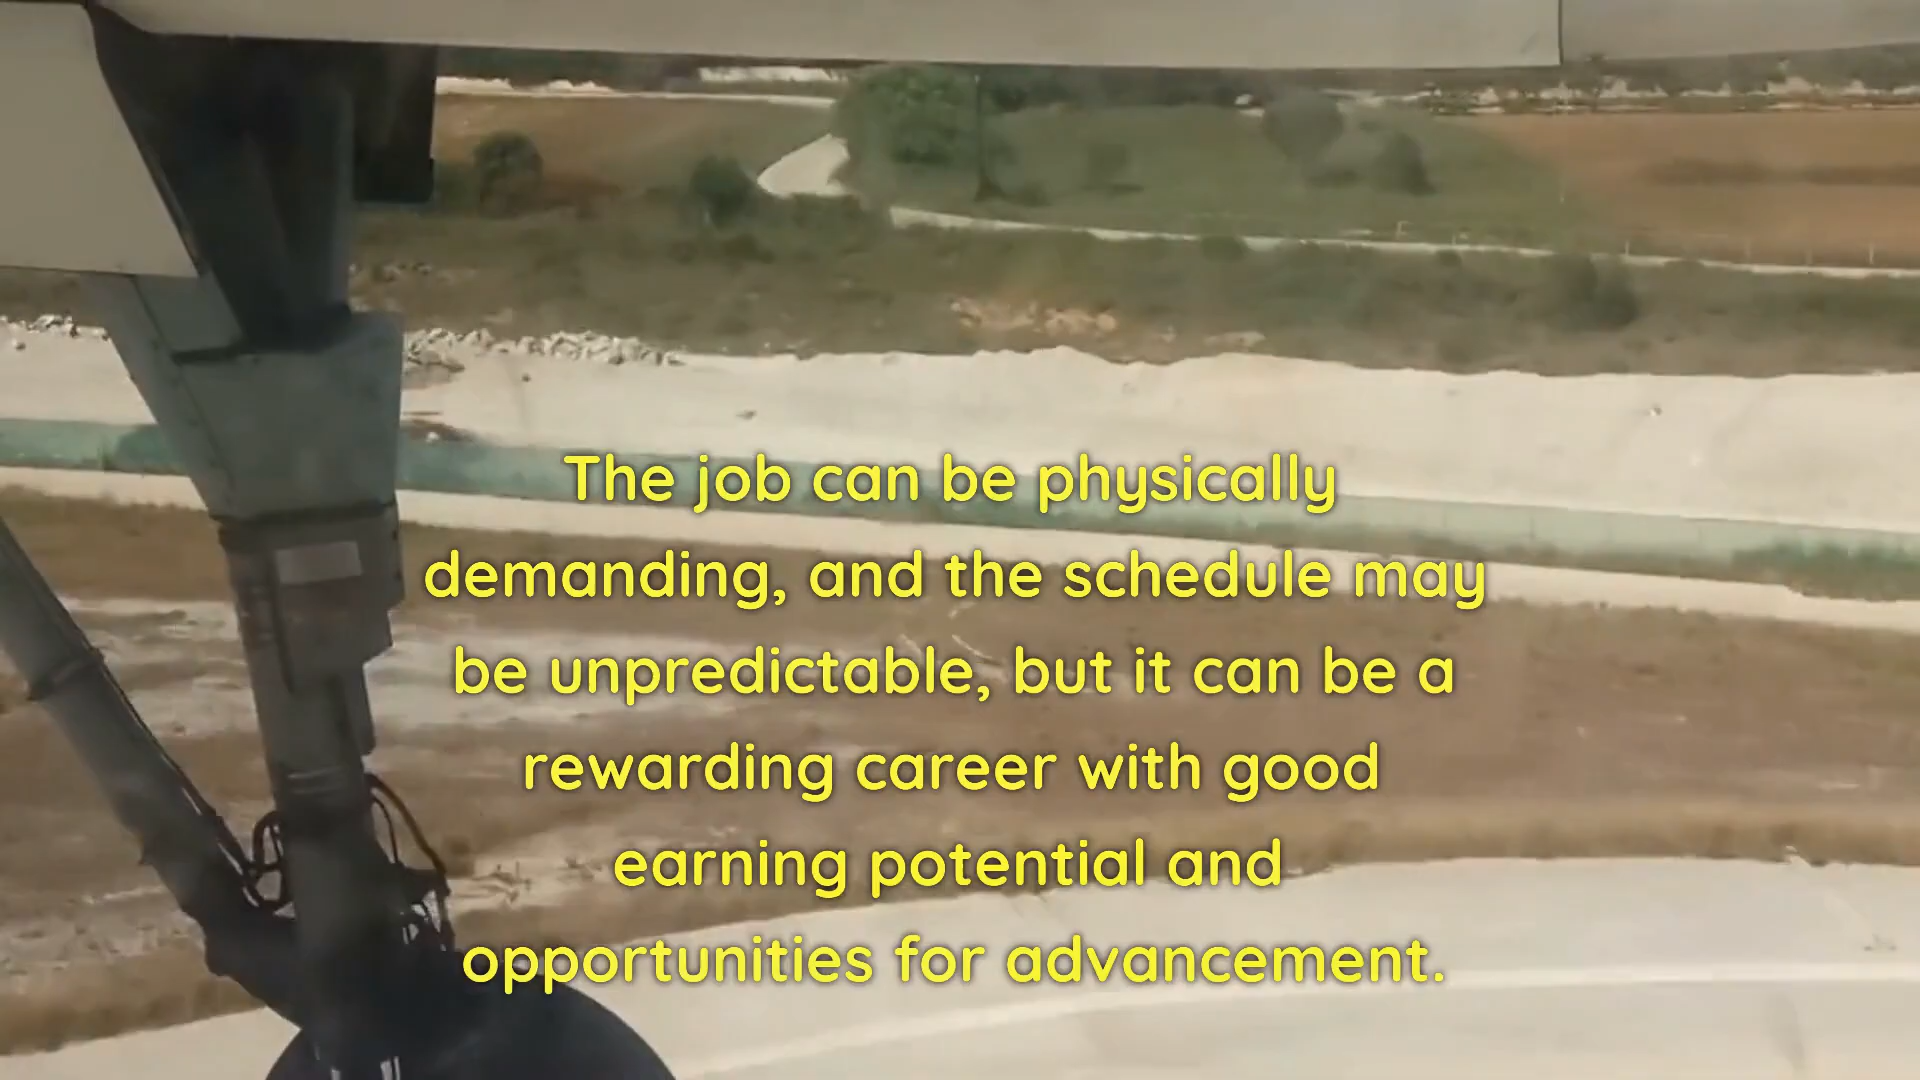 The job can be physically
demanding, and the schedule may
be unpredictable, but it can be a
rewarding career with good
earning potential and
opportunities for advancement.